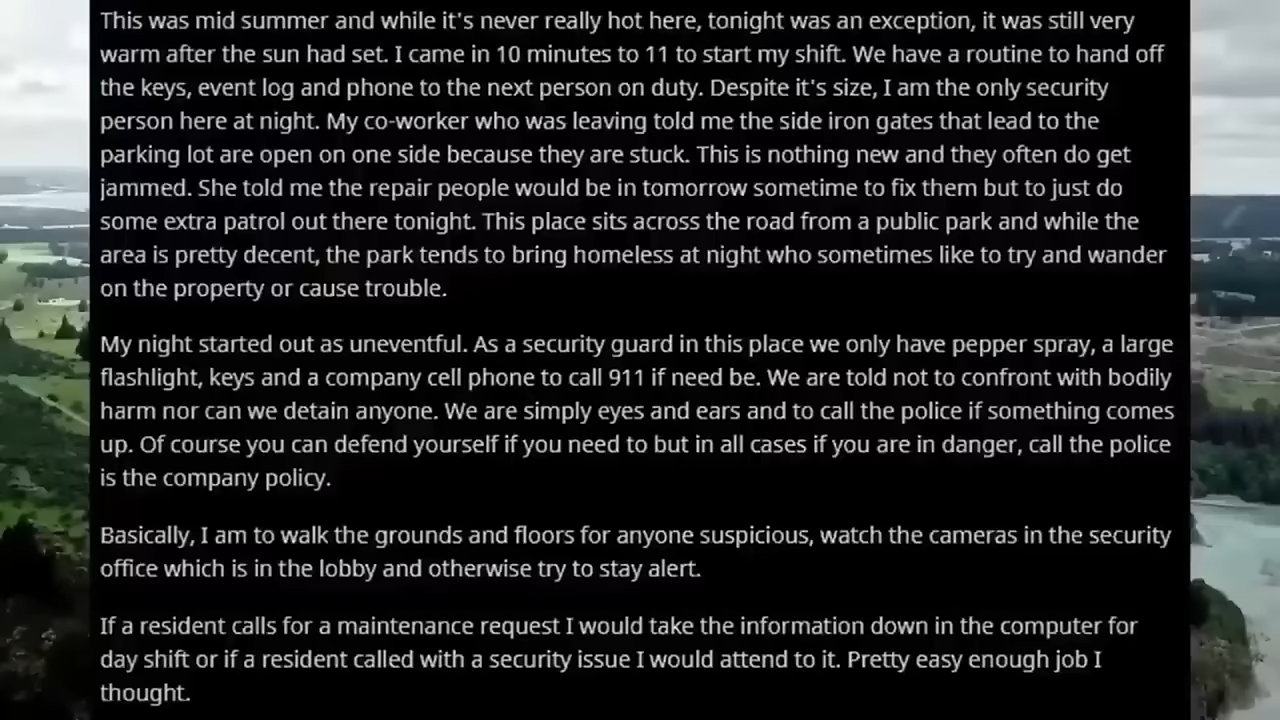 This was mid summer and while it's never really hot here, tonight was an exception, it was still very
warm after the sun had set. I came in 10 minutes to 11 to start my shift. We have a routine to hand off
the keys, event log and phone to the next person on duty. Despite it's size, I am the only security
person here at night. My co-worker who was leaving told me the side iron gates that lead to the
parking lot are open on one side because they are stuck. This is nothing new and they often do get
jammed. She told me the repair people would be in tomorrow sometime to fix them but to just do
some extra patrol out there tonight. This place sits across the road from a public park and while the
area is pretty decent, the park tends to bring homeless at night who sometimes like to try and wander
on the property or cause trouble.
My night started out as uneventful. As a security guard in this place we only have pepper spray, a large
flashlight, keys and a company cell phone to call 911 if need be. We are told not to confront with bodily
harm nor can we detain anyone. We are simply eyes and ears and to call the police if something comes
up. Of course you can defend yourself if you need to but in all cases if you are in danger, call the police
is the company policy.
Basically, I am to walk the grounds and floors for anyone suspicious, watch the cameras in the security
office which is in the lobby and otherwise try to stay alert.
If a resident calls for a maintenance request I would take the information down in the computer for
day shift or if a resident called with a security issue I would attend to it. Pretty easy enough job I
thought.